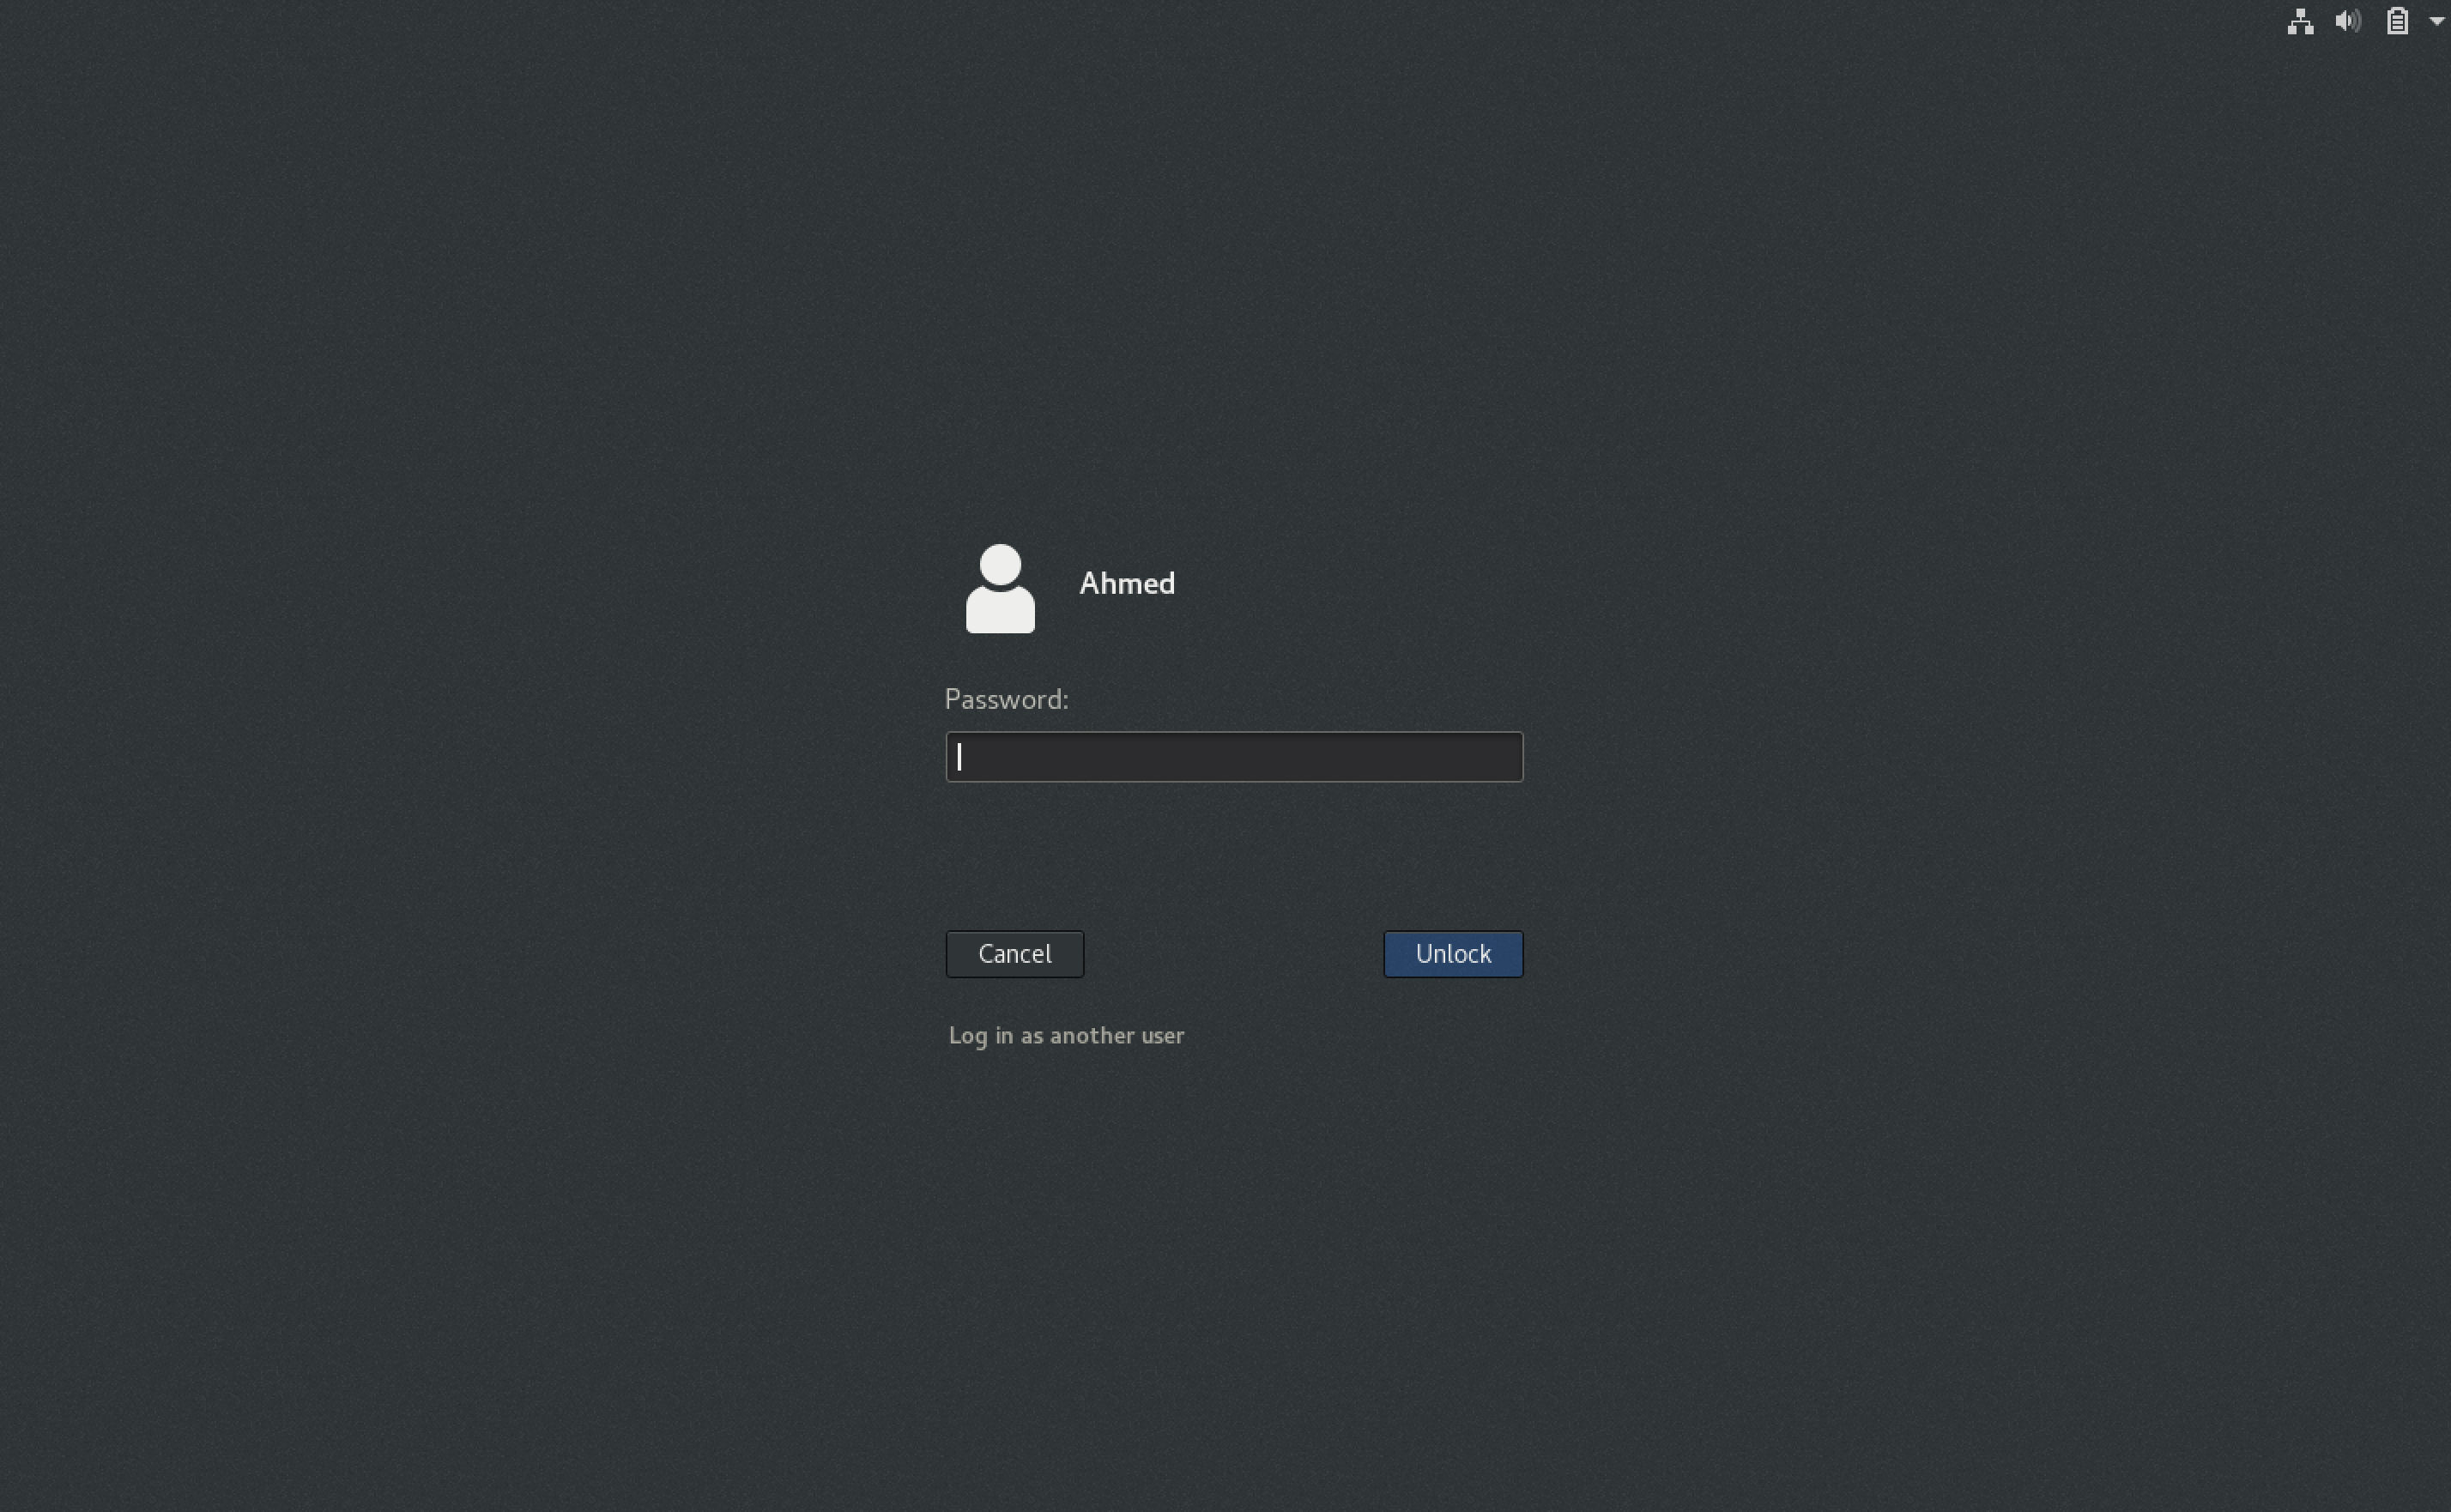 Ahmed
Password:
Cancel
Unlock
Log in as another user